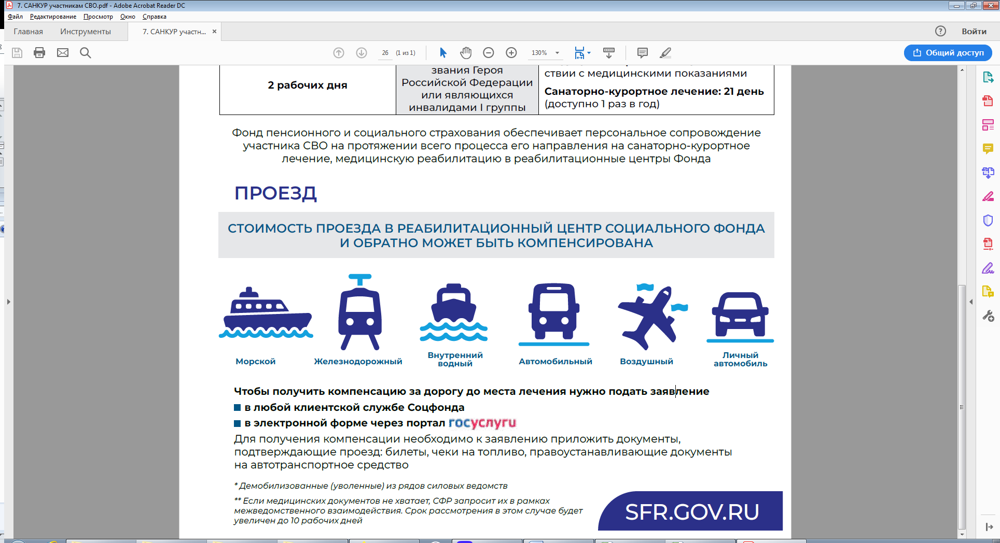 7. САНКУР участникам СВО.pdf - Adobe Acrobat Reader DC
Файл Редактирование Просмотр Окно Справка
Главная Инструменты 7. САНКУР участн... × Войти
26 (1 из 1) 130% Общий доступ
звания Героя
Российской Федерации
или являющихся
инвалидами I группы
2 рабочих дня
ствии с медицинскими показаниями
Санаторно-курортное лечение: 21 день
(доступно 1 раз в год)
Фонд пенсионного и социального страхования обеспечивает персональное сопровождение
участника СВО на протяжении всего процесса его направления на санаторно-курортное
лечение, медицинскую реабилитацию в реабилитационные центры Фонда
ПРОЕЗД
СТОИМОСТЬ ПРОЕЗДА В РЕАБИЛИТАЦИОННЫЙ ЦЕНТР СОЦИАЛЬНОГО ФОНДА
И ОБРАТНО МОЖЕТ БЫТЬ КОМПЕНСИРОВАНА
Морской
Железнодорожный
Внутренний
водный
Автомобильный
Воздушный
Личный
автомобиль
Чтобы получить компенсацию за дорогу до места лечения нужно подать заявление
в любой клиентской службе Соцфонда
в электронной форме через портал госуслуги
Для получения компенсации необходимо к заявлению приложить документы,
подтверждающие проезд: билеты, чеки на топливо, правоустанавливающие документы
на автотранспортное средство
* Демобилизованные (уволенные) из рядов силовых ведомств
** Если медицинских документов не хватает, СФР запросит их в рамках
межведомственного взаимодействия. Срок рассмотрения в этом случае будет
увеличен до 10 рабочих дней
SFR.GOV.RU